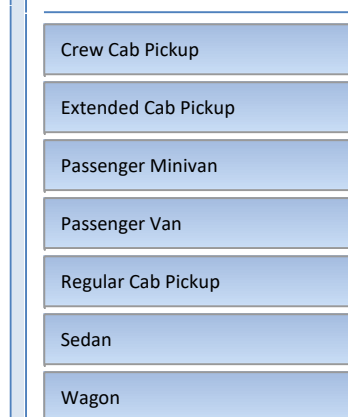 Crew Cab Pickup
Extended Cab Pickup
Passenger Minivan
Passenger Van
Regular Cab Pickup
Sedan
Wagon